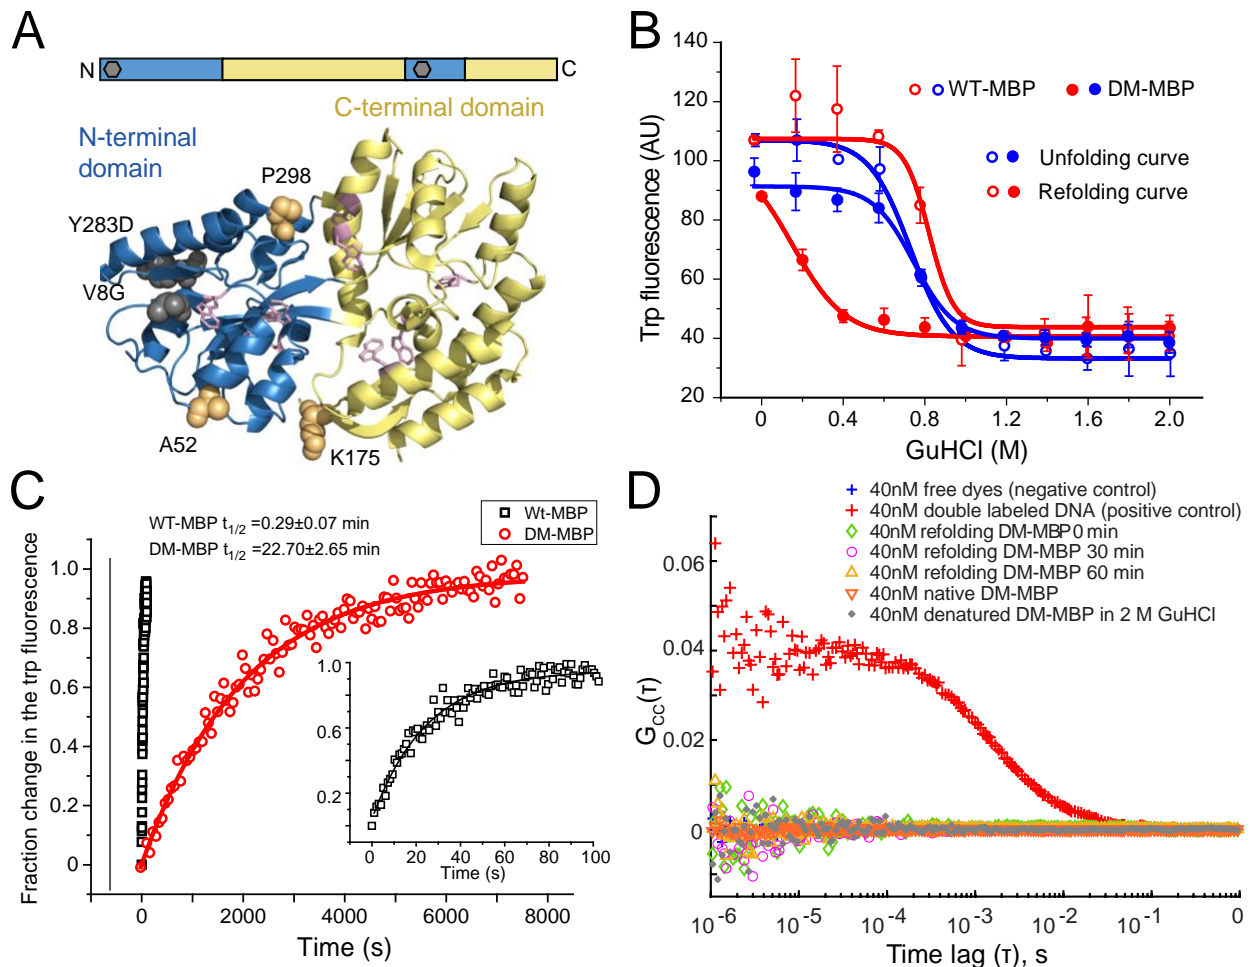 A
N
C
C-terminal domain
N-terminal
domain
P298
Y283D
V8G
A52
K175
B
140
120
100
80
60
40
20
Trp fluorescence (AU)
WT-MBP
DM-MBP
Unfolding curve
Refolding curve
0
0.4
0.8
1.2
1.6
2.0
GuHCl (M)
C
WT-MBP t1/2 =0.29±0.07 min
DM-MBP t1/2 =22.70±2.65 min
Wt-MBP
DM-MBP
Fraction change in the trp fluorescence
1.0
0.8
0.6
0.4
0.2
0
0
2000
4000
6000
8000
Time (s)
1.0
0.6
0.2
0
20
40
60
80
100
Time (s)
D
40nM free dyes (negative control)
40nM double labeled DNA (positive control)
40nM refolding DM-MBP0 min
40nM refolding DM-MBP 30 min
40nM refolding DM-MBP 60 min
40nM native DM-MBP
40nM denatured DM-MBP in 2 M GuHCl
0.06
0.04
0.02
0
GCC(τ)
10-6
10-5
10-4
10-3
10-2
10-1
0
Time lag (τ), s